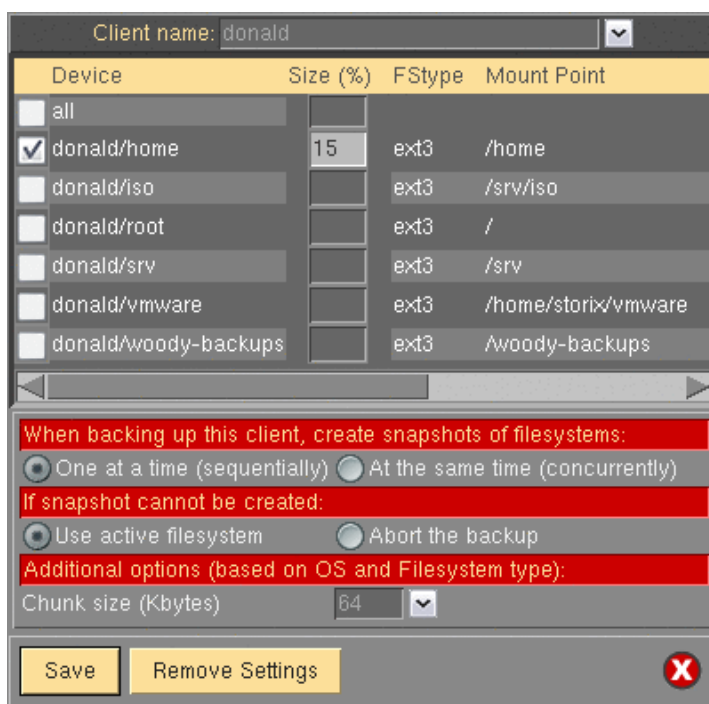 Client name: donald
Device Size (%) FStype Mount Point
all
donald/home 15 ext3 /home
donald/iso ext3 /srv/iso
donald/root ext3 /
donald/srv ext3 /srv
donald/vmware ext3 /home/storix/vmware
donald/woody-backups ext3 /woody-backups
When backing up this client, create snapshots of filesystems:
One at a time (sequentially) At the same time (concurrently)
If snapshot cannot be created:
Use active filesystem Abort the backup
Additional options (based on OS and Filesystem type):
Chunk size (Kbytes) 64
Save Remove Settings